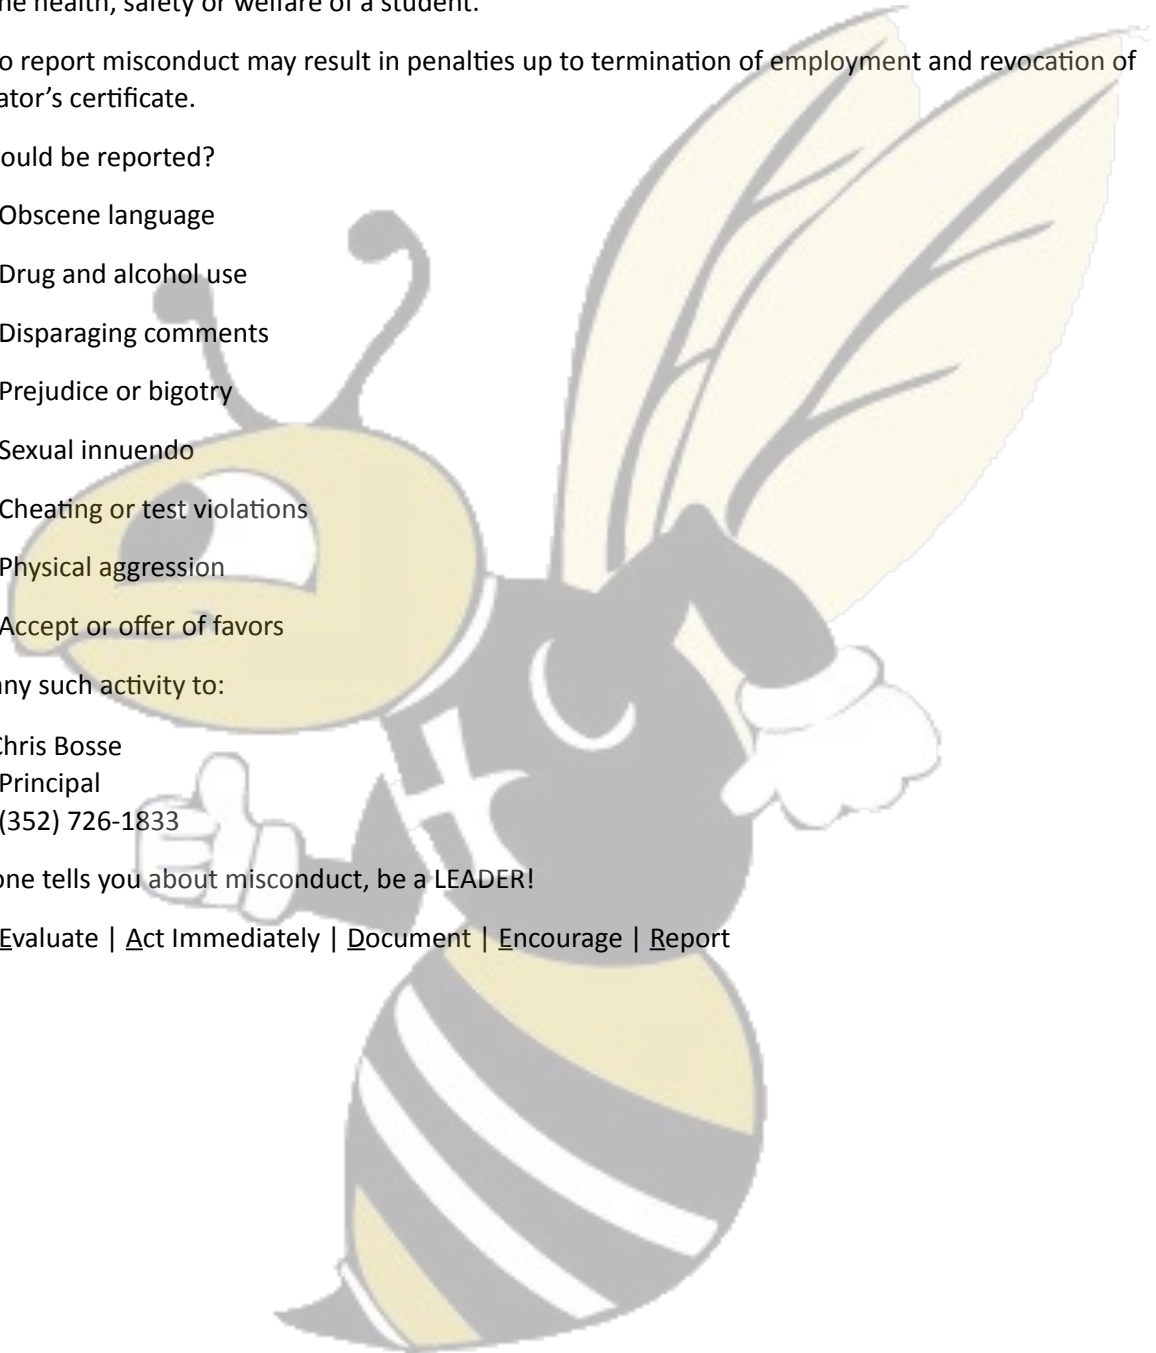 he health, safety or welfare of a student.
o report misconduct may result in penalties up to termination of employment and revocation of
ator's certificate.
ould be reported?
Obscene language
Drug and alcohol use
Disparaging comments
Prejudice or bigotry
Sexual innuendo
Cheating or test violations
Physical aggression
Accept or offer of favors
any such activity to:
Chris Bosse
Principal
(352) 726-1833
one tells you about misconduct, be a LEADER!
Evaluate | Act Immediately | Document | Encourage | Report